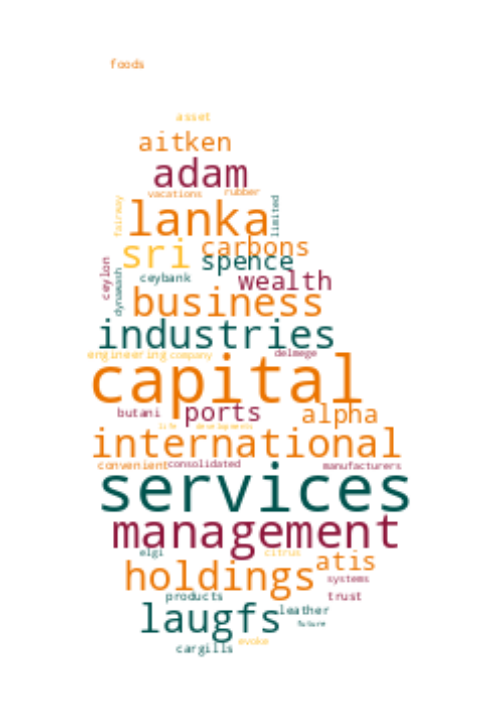 foods
asset
aitken
adam
vacations rubber
fairway lanka limited
sri carbons
spence
ceylon dynawash ceybank wealth
business
industries
engineering company delmege
capital
butani ports alpha
life developments
international
convenient consolidated manufacturers
services
management
elgi citrus atis
holdings systems
products trust
laugfs leather
future
evoke
cargills